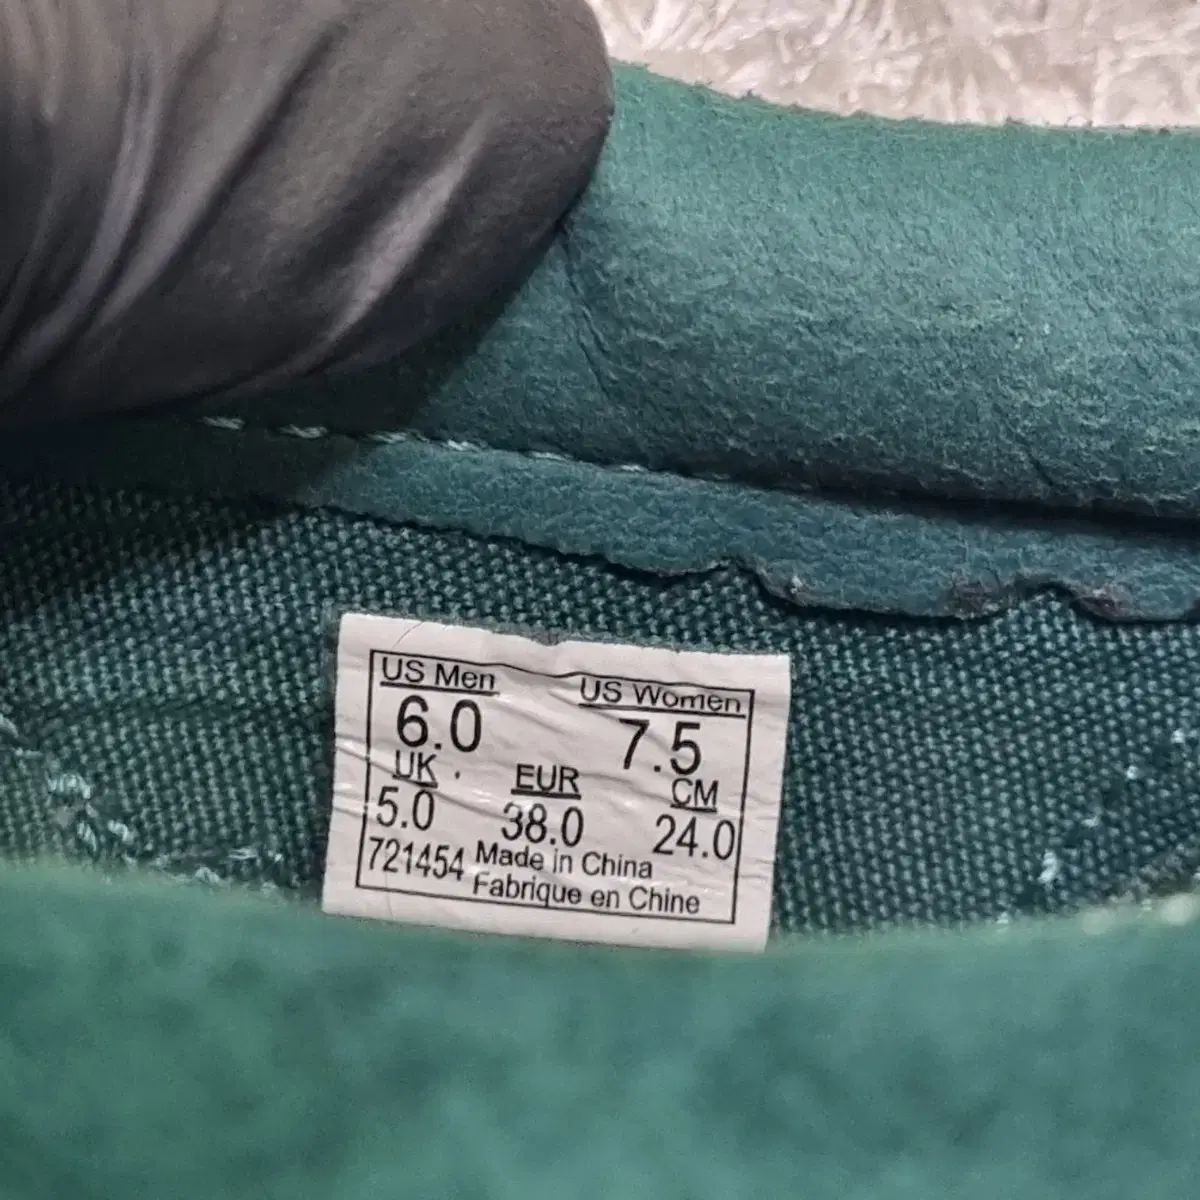 US Men US Women
6.0 7.5
UK EUR CM
5.0 38.0 24.0
721454 Made in China
Fabrique en Chine